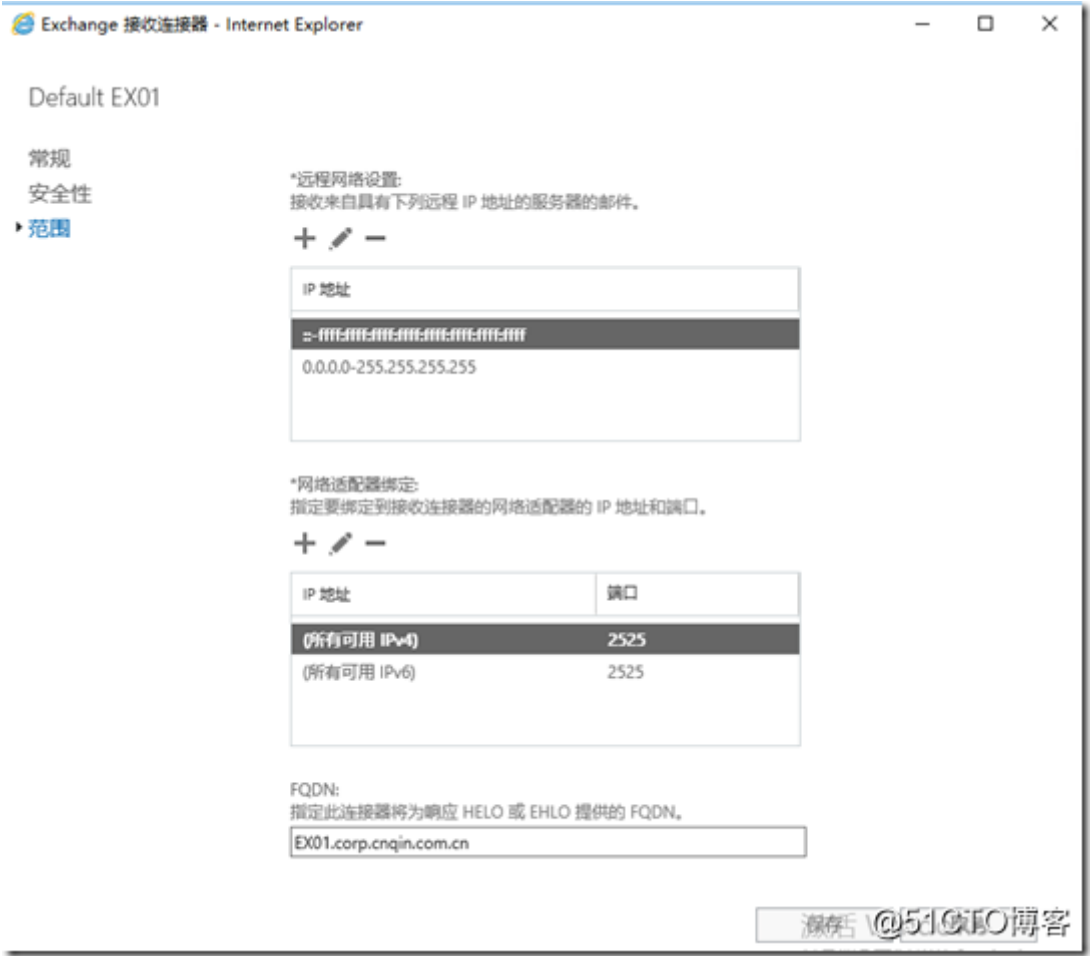 Exchange 接收连接器 - Internet Explorer
Default EX01
常规
安全性
范围
*远程网络设置:
接收来自具有下列远程 IP 地址的服务器的邮件。
IP 地址
::-ffff:ffff:ffff:ffff:ffff:ffff:ffff:ffff
0.0.0.0-255.255.255.255
*网络适配器绑定:
指定要绑定到接收连接器的网络适配器的 IP 地址和端口。
IP 地址 端口
(所有可用 IPv4) 2525
(所有可用 IPv6) 2525
FQDN:
指定此连接器将为响应 HELO 或 EHLO 提供的 FQDN。
EX01.corp.cnqin.com.cn
保存
@51CTO博客